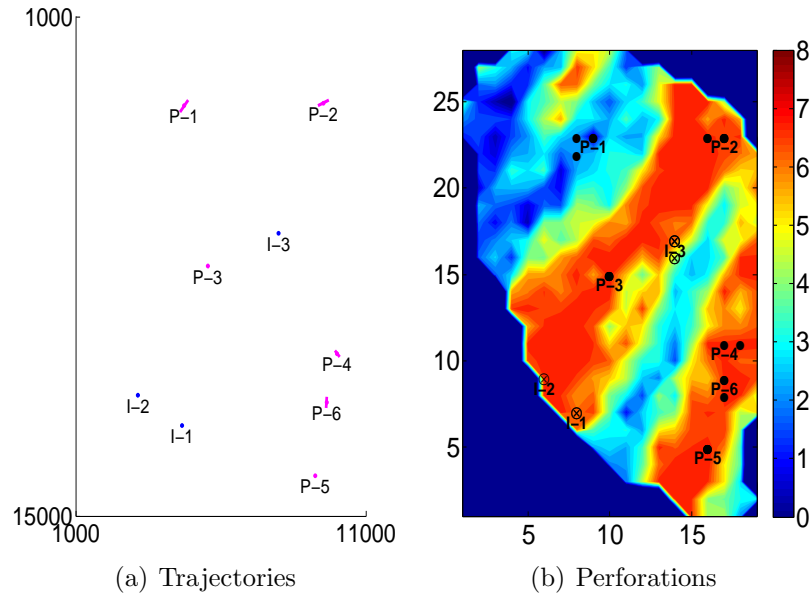 1000
P-1
P-2
I-3
P-3
P-4
I-2
P-6
I-1
P-5
15000
1000
11000
(a) Trajectories
25
20
15
10
5
5
10
15
P-1
P-2
I-3
P-3
P-4
I-2
P-6
I-1
P-5
8
7
6
5
4
3
2
1
0
(b) Perforations